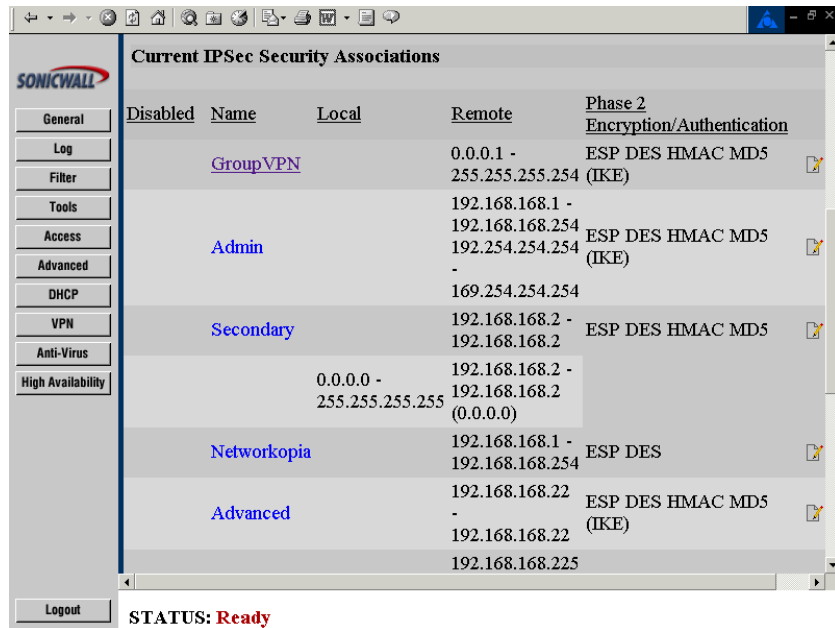 Current IPSec Security Associations
SONICWALL
General
Log
Filter
Tools
Access
Advanced
DHCP
VPN
Anti-Virus
High Availability
Logout
Disabled Name Local Remote Phase 2
Encryption/Authentication
GroupVPN 0.0.0.1 - ESP DES HMAC MD5
255.255.255.254 (IKE)
192.168.168.1 -
192.168.168.254
Admin 192.254.254.254 ESP DES HMAC MD5
- (IKE)
169.254.254.254
Secondary 192.168.168.2 - ESP DES HMAC MD5
192.168.168.2
0.0.0.0 - 192.168.168.2 -
255.255.255.255 192.168.168.2
(0.0.0.0)
Networkopia 192.168.168.1 - ESP DES
192.168.168.254
192.168.168.22
Advanced - ESP DES HMAC MD5
192.168.168.22 (IKE)
192.168.168.225
STATUS: Ready